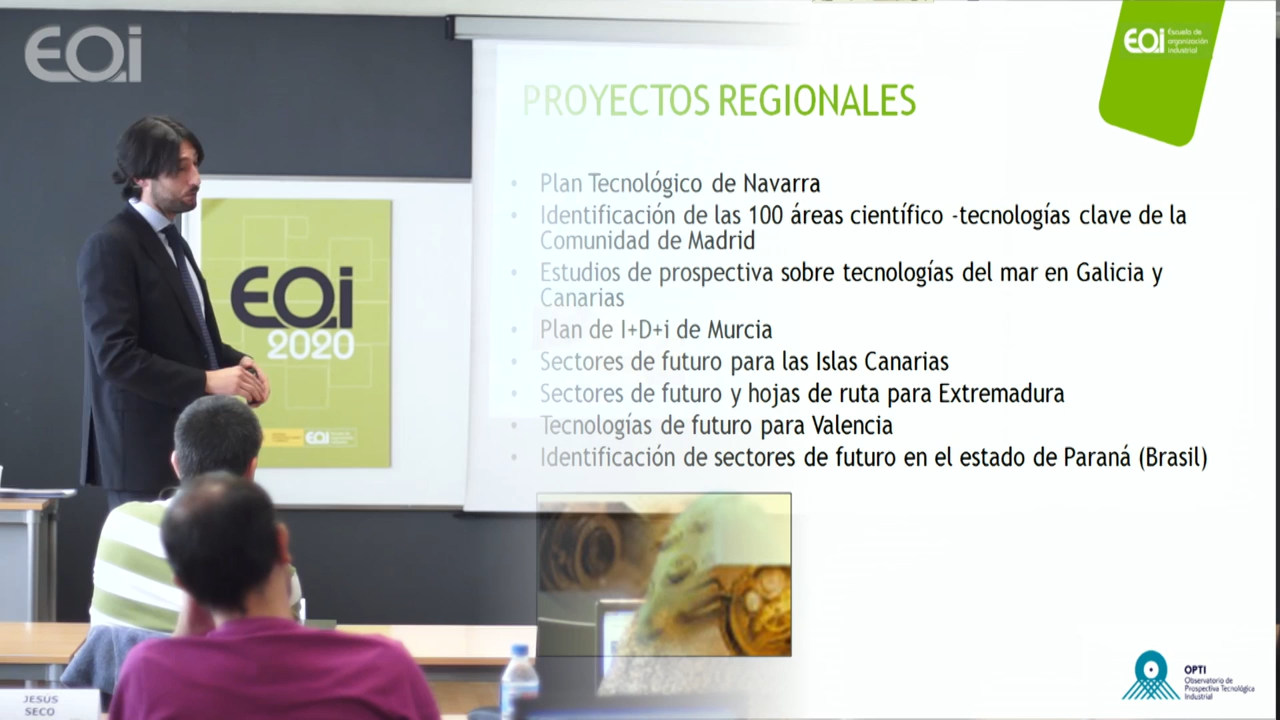 EOi
EOi Escuela de
organización
industrial
PROYECTOS REGIONALES
• Plan Tecnológico de Navarra
• Identificación de las 100 áreas científico -tecnologías clave de la
Comunidad de Madrid
• Estudios de prospectiva sobre tecnologías del mar en Galicia y
Canarias
• Plan de I+D+i de Murcia
• Sectores de futuro para las Islas Canarias
• Sectores de futuro y hojas de ruta para Extremadura
• Tecnologías de futuro para Valencia
• Identificación de sectores de futuro en el estado de Paraná (Brasil)
EOi
2020
EOi
OPTI
Observatorio de
Prospectiva Tecnológica
Industrial
JESÚS
SECO